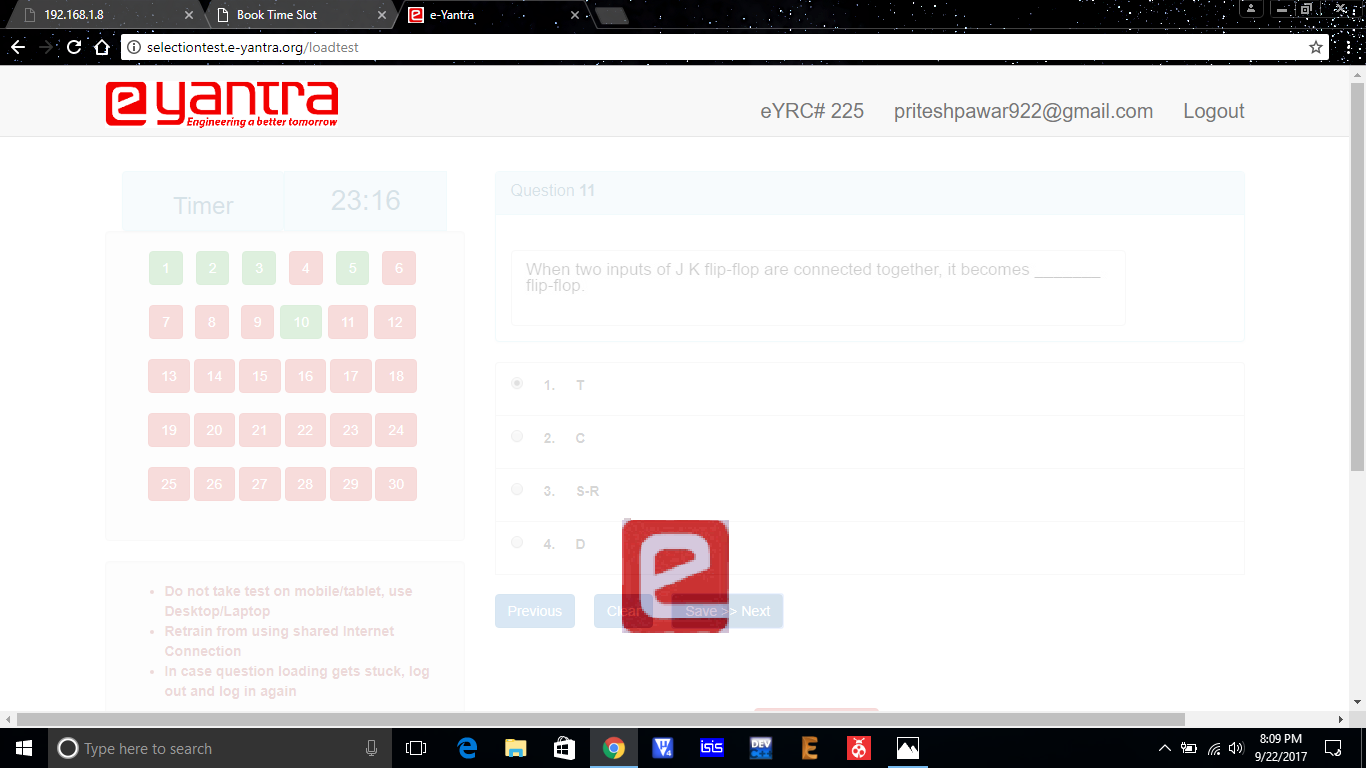 192.168.1.8
Book Time Slot
e-Yantra
selectiontest.e-yantra.org/loadtest
e yantra
Engineering a better tomorrow
eYRC# 225
priteshpawar922@gmail.com
Logout
Timer
23:16
1 2 3 4 5 6
7 8 9 10 11 12
13 14 15 16 17 18
19 20 21 22 23 24
25 26 27 28 29 30
Do not take test on mobile/tablet, use
Desktop/Laptop
Retrain from using shared Internet
Connection
In case question loading gets stuck, log
out and log in again
Question 11
When two inputs of J K flip-flop are connected together, it becomes _______
flip-flop.
1. T
2. C
3. S-R
4. D
Previous
Clear
Save >> Next
e
Type here to search
isis
DEV
8:09 PM
9/22/2017